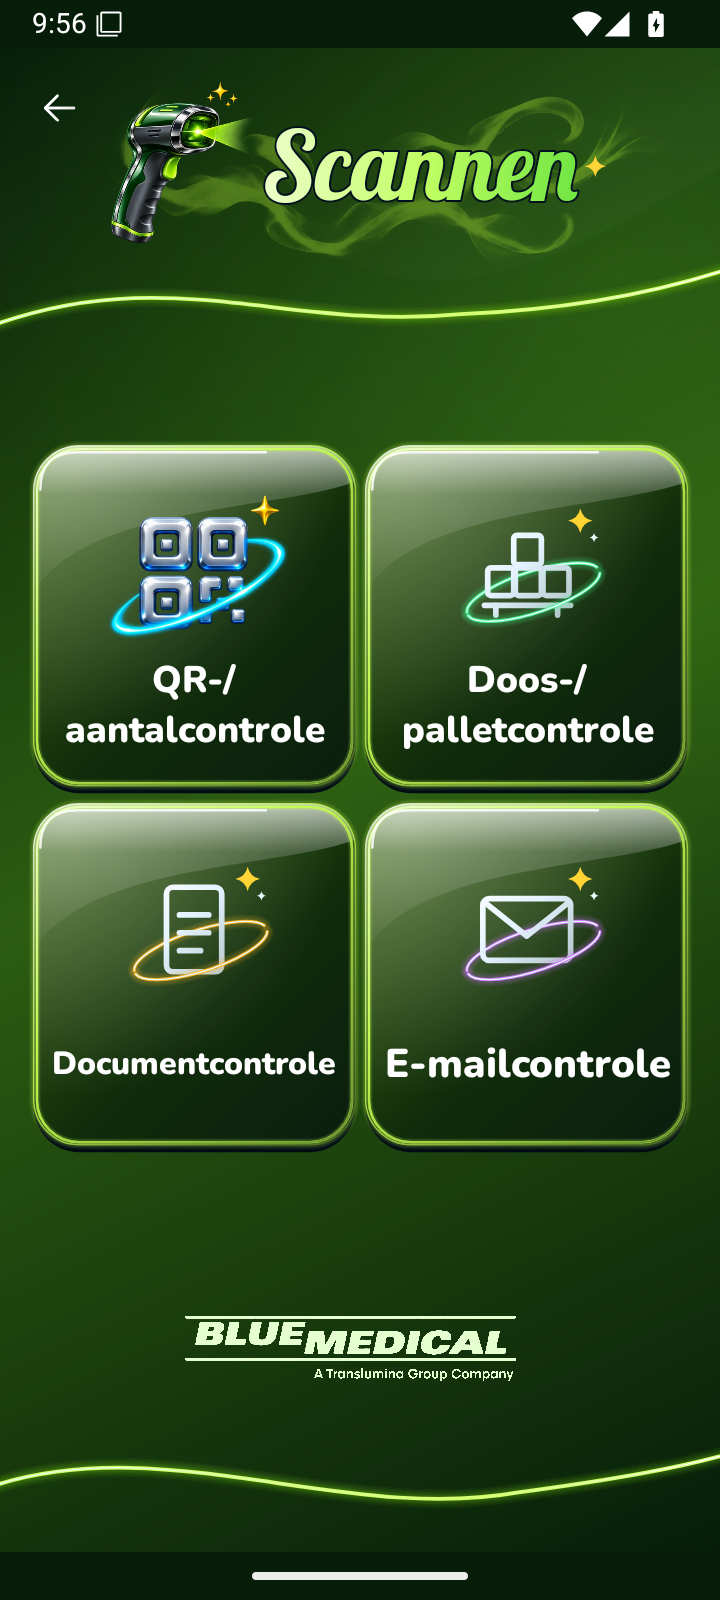 9:56
Scannen
QR-/
aantalcontrole
Doos-/
palletcontrole
Documentcontrole
E-mailcontrole
BLUEMEDICAL
A Translumina Group Company